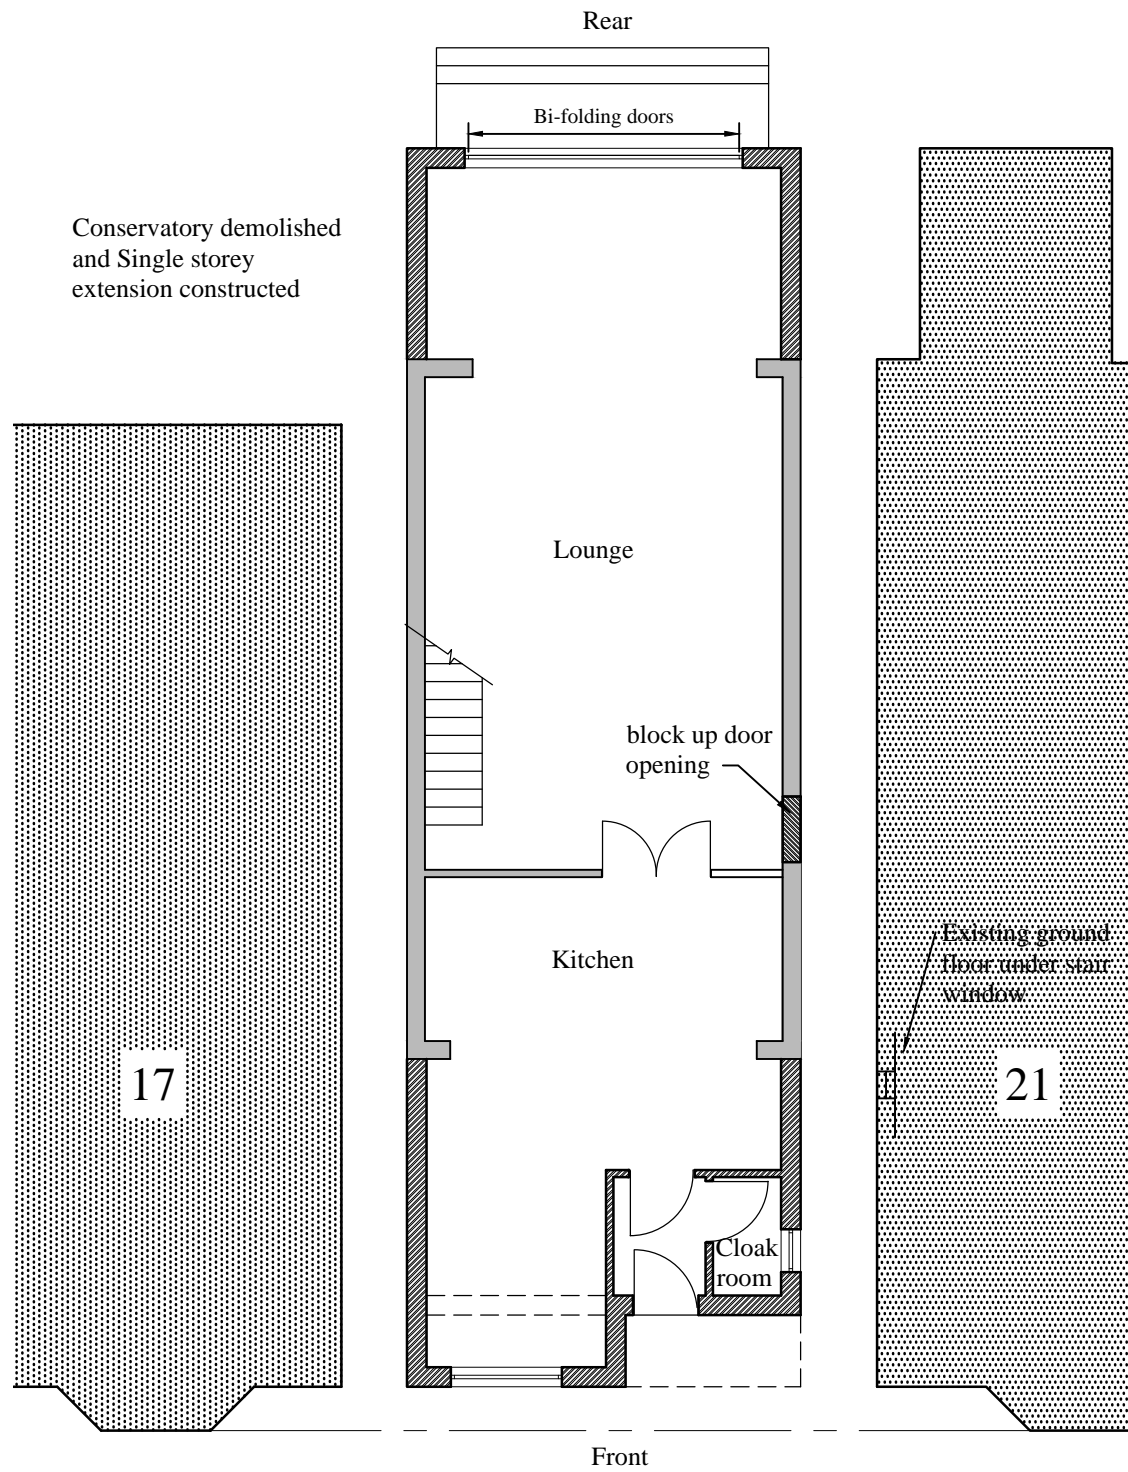 Rear
Bi-folding doors
Conservatory demolished
and Single storey
extension constructed
Lounge
block up door
opening
Existing ground
floor under stair
window
Kitchen
17
21
Cloak
room
Front